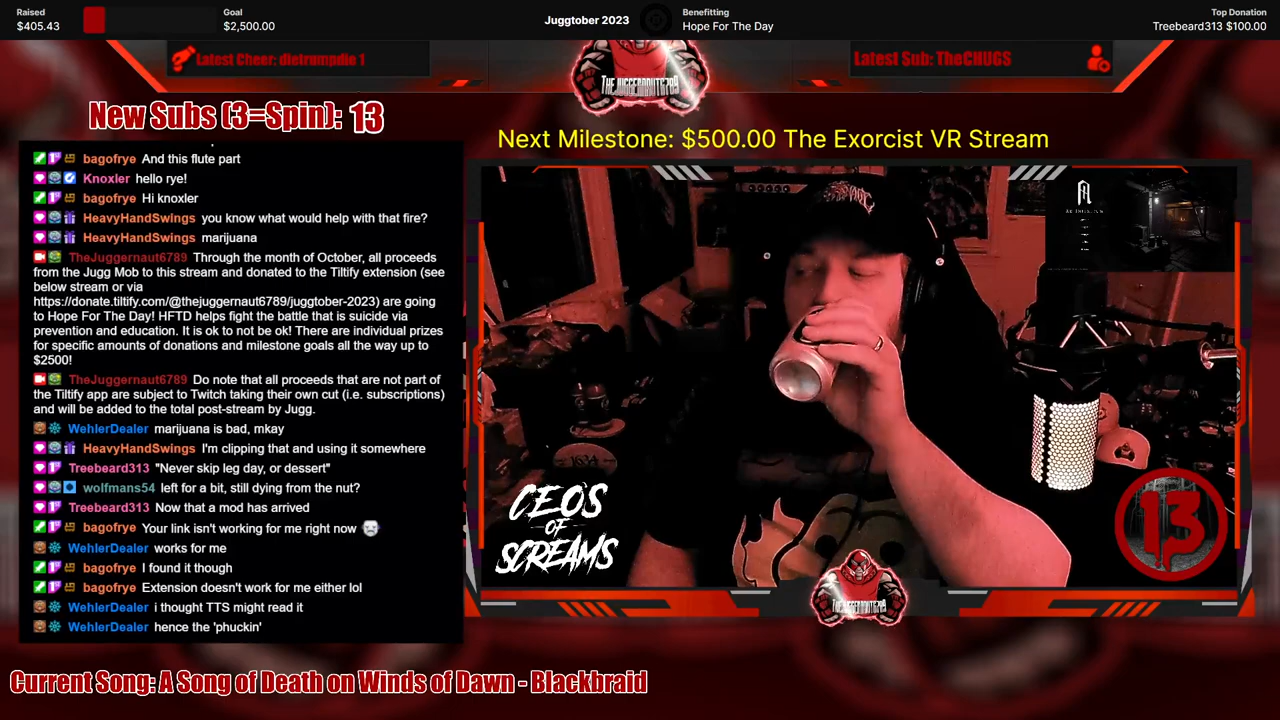 Raised
$405.43
Goal
$2,500.00
Juggtober 2023
Benefitting
Hope For The Day
Top Donation
Treebeard313 $100.00
Latest Cheer: dietrumpdie 1
Latest Sub: TheCHUGS
THEJUGGERNAUT6789
New Subs (3=Spin): 13
Next Milestone: $500.00 The Exorcist VR Stream
bagofrye And this flute part
Knoxler hello rye!
bagofrye Hi knoxler
HeavyHandSwings you know what would help with that fire?
HeavyHandSwings marijuana
TheJuggernaut6789 Through the month of October, all proceeds
from the Jugg Mob to this stream and donated to the Tiltify extension (see
below stream or via
https://donate.tiltify.com/@thejuggernaut6789/juggtober-2023) are going
to Hope For The Day! HFTD helps fight the battle that is suicide via
prevention and education. It is ok to not be ok! There are individual prizes
for specific amounts of donations and milestone goals all the way up to
$2500!
TheJuggernaut6789 Do note that all proceeds that are not part of
the Tiltify app are subject to Twitch taking their own cut (i.e. subscriptions)
and will be added to the total post-stream by Jugg.
WehlerDealer marijuana is bad, mkay
HeavyHandSwings I'm clipping that and using it somewhere
Treebeard313 "Never skip leg day, or dessert"
wolfmans54 left for a bit, still dying from the nut?
Treebeard313 Now that a mod has arrived
bagofrye Your link isn't working for me right now
WehlerDealer works for me
bagofrye I found it though
bagofrye Extension doesn't work for me either lol
WehlerDealer i thought TTS might read it
WehlerDealer hence the 'phuckin'
CEO'S
OF
SCREAMS
13
THEJUGGERNAUT6789
Current Song: A Song of Death on Winds of Dawn - Blackbraid